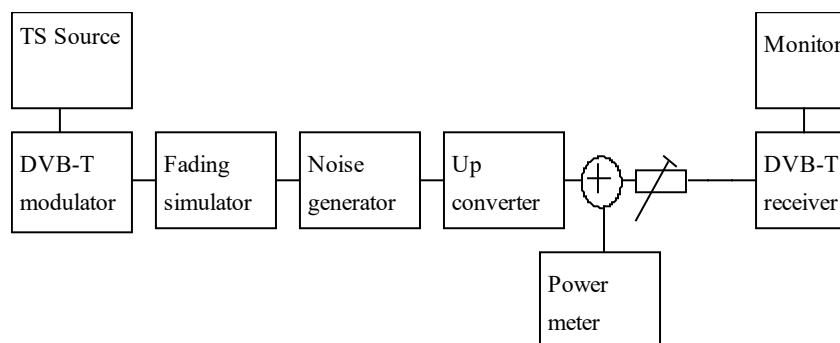 TS Source
Monitor
DVB-T
modulator
Fading
simulator
Noise
generator
Up
converter
DVB-T
receiver
Power
meter